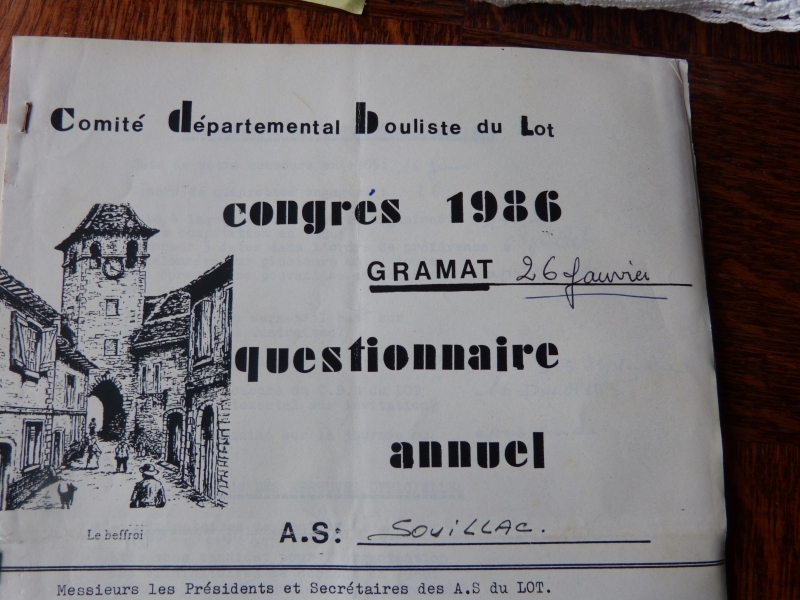 Comité départemental bouliste du Lot
congrés 1986
GRAMAT 26 janvier
questionnaire
annuel
Le beffroi
A.S: SOUILLAC.
Messieurs les Présidents et Secrétaires des A.S du LOT.